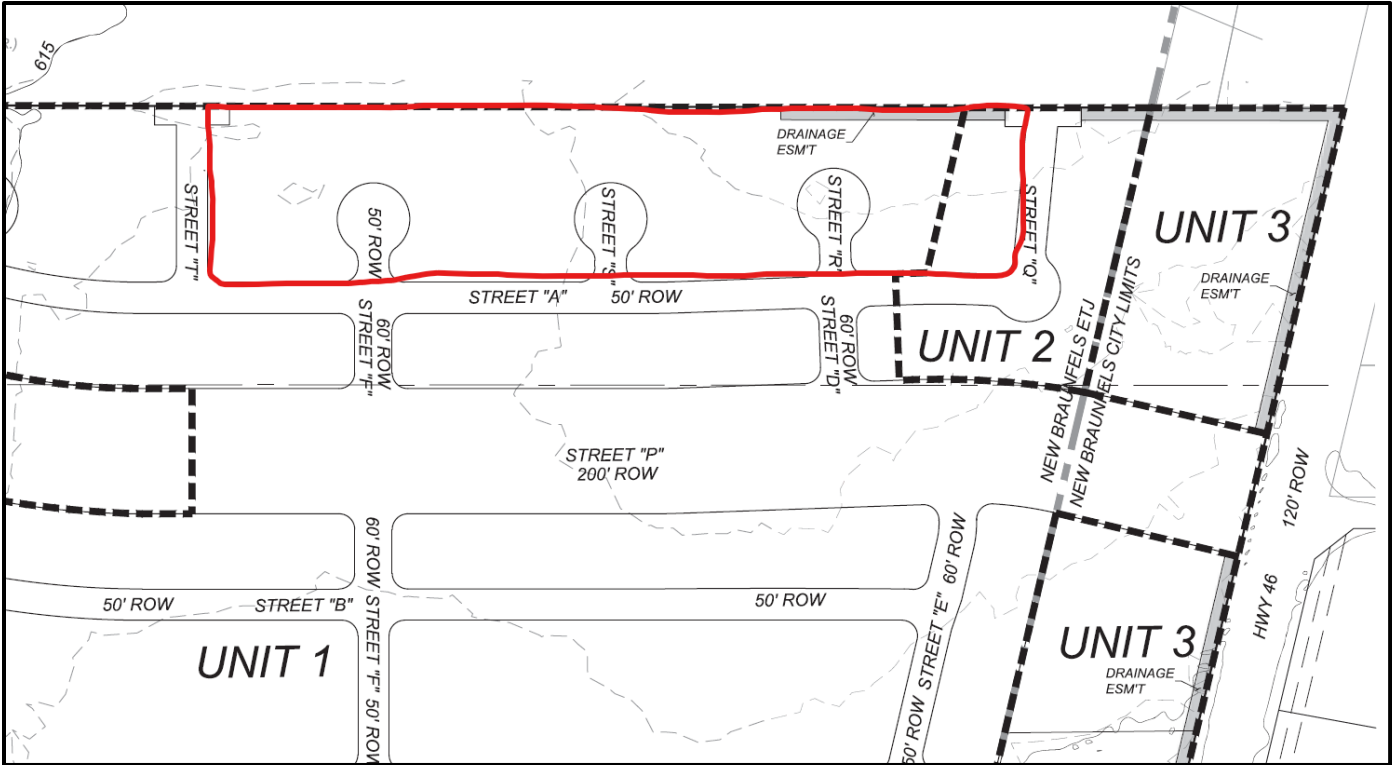 615
DRAINAGE
ESM'T
STREET "T"
50' ROW
STREET "S"
STREET "R"
STREET "Q"
UNIT 3
DRAINAGE
ESM'T
STREET "A"
50' ROW
STREET "F"
60' ROW
STREET "D"
60' ROW
UNIT 2
NEW BRAUNFELS ETJ
NEW BRAUNFELS CITY LIMITS
STREET "P"
200' ROW
120' ROW
HWY 46
60' ROW
STREET "F"
50' ROW
50' ROW
STREET "B"
50' ROW
60' ROW
STREET "E"
50' ROW
UNIT 1
UNIT 3
DRAINAGE
ESM'T